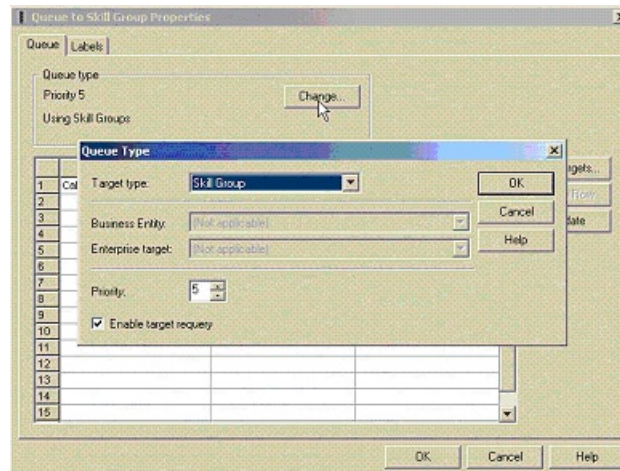 Queue to Skill Group Properties
Queue
Labels
Queue type
Priority 5
Change...
Using Skill Groups
Queue Type
Target type:
Skill Group
OK
Business Entity:
(Not applicable)
Cancel
Enterprise target:
(Not applicable)
Help
Priority:
5
Enable target requery
1
2
3
4
5
6
7
8
9
10
11
12
13
14
15
OK
Cancel
Help